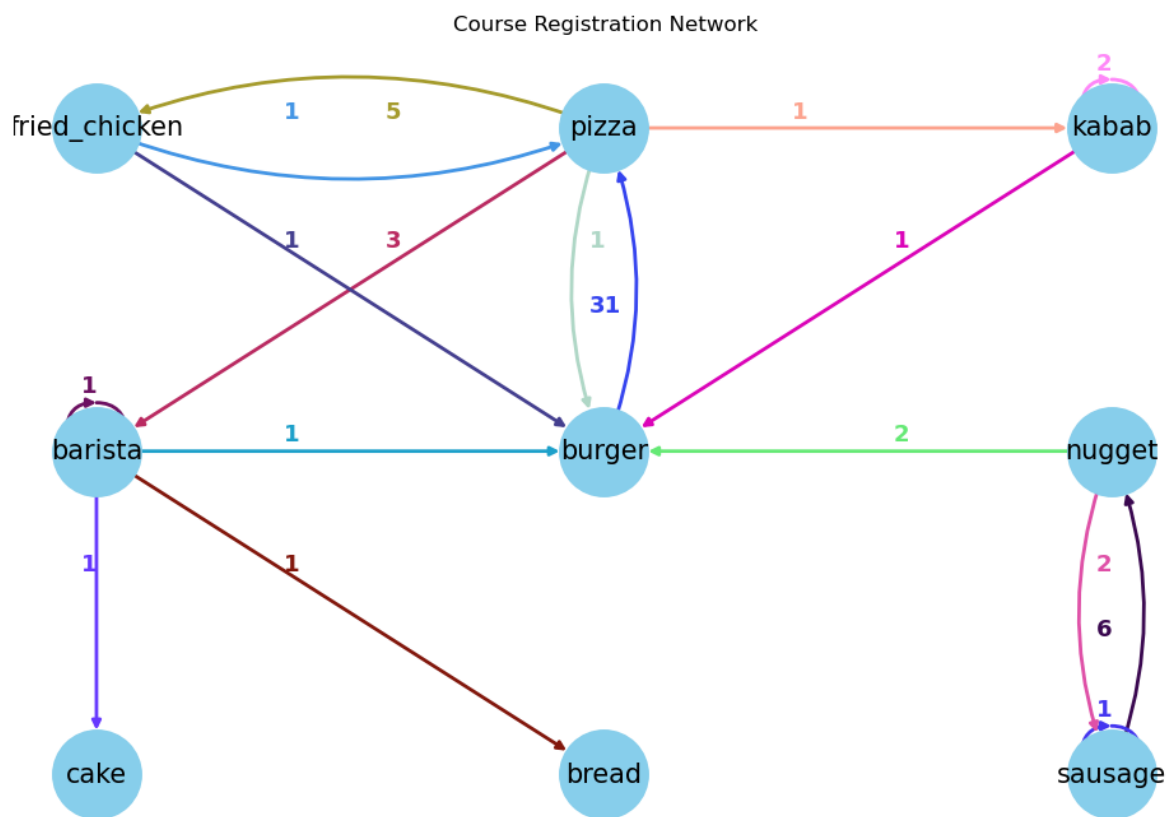 Course Registration Network
2
1
5
1
fried_chicken
pizza
kabab
1
3
1
1
31
1
1
2
barista
burger
nugget
1
1
2
6
1
cake
bread
sausage